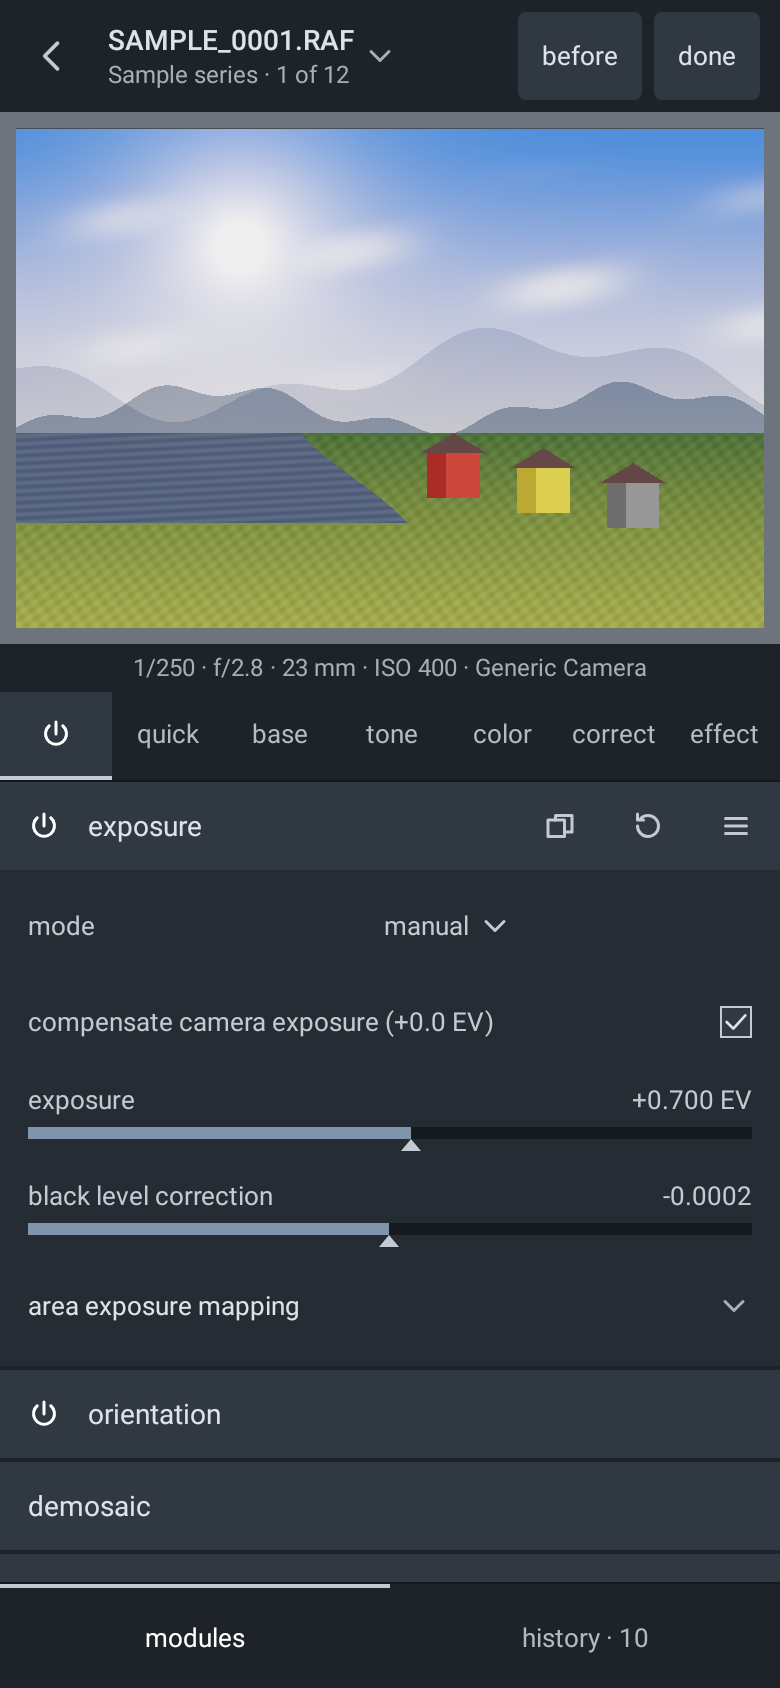 SAMPLE_0001.RAF
Sample series · 1 of 12
before
done
1/250 · f/2.8 · 23 mm · ISO 400 · Generic Camera
quick base tone color correct effect
exposure
mode manual
compensate camera exposure (+0.0 EV)
exposure +0.700 EV
black level correction -0.0002
area exposure mapping
orientation
demosaic
modules history · 10